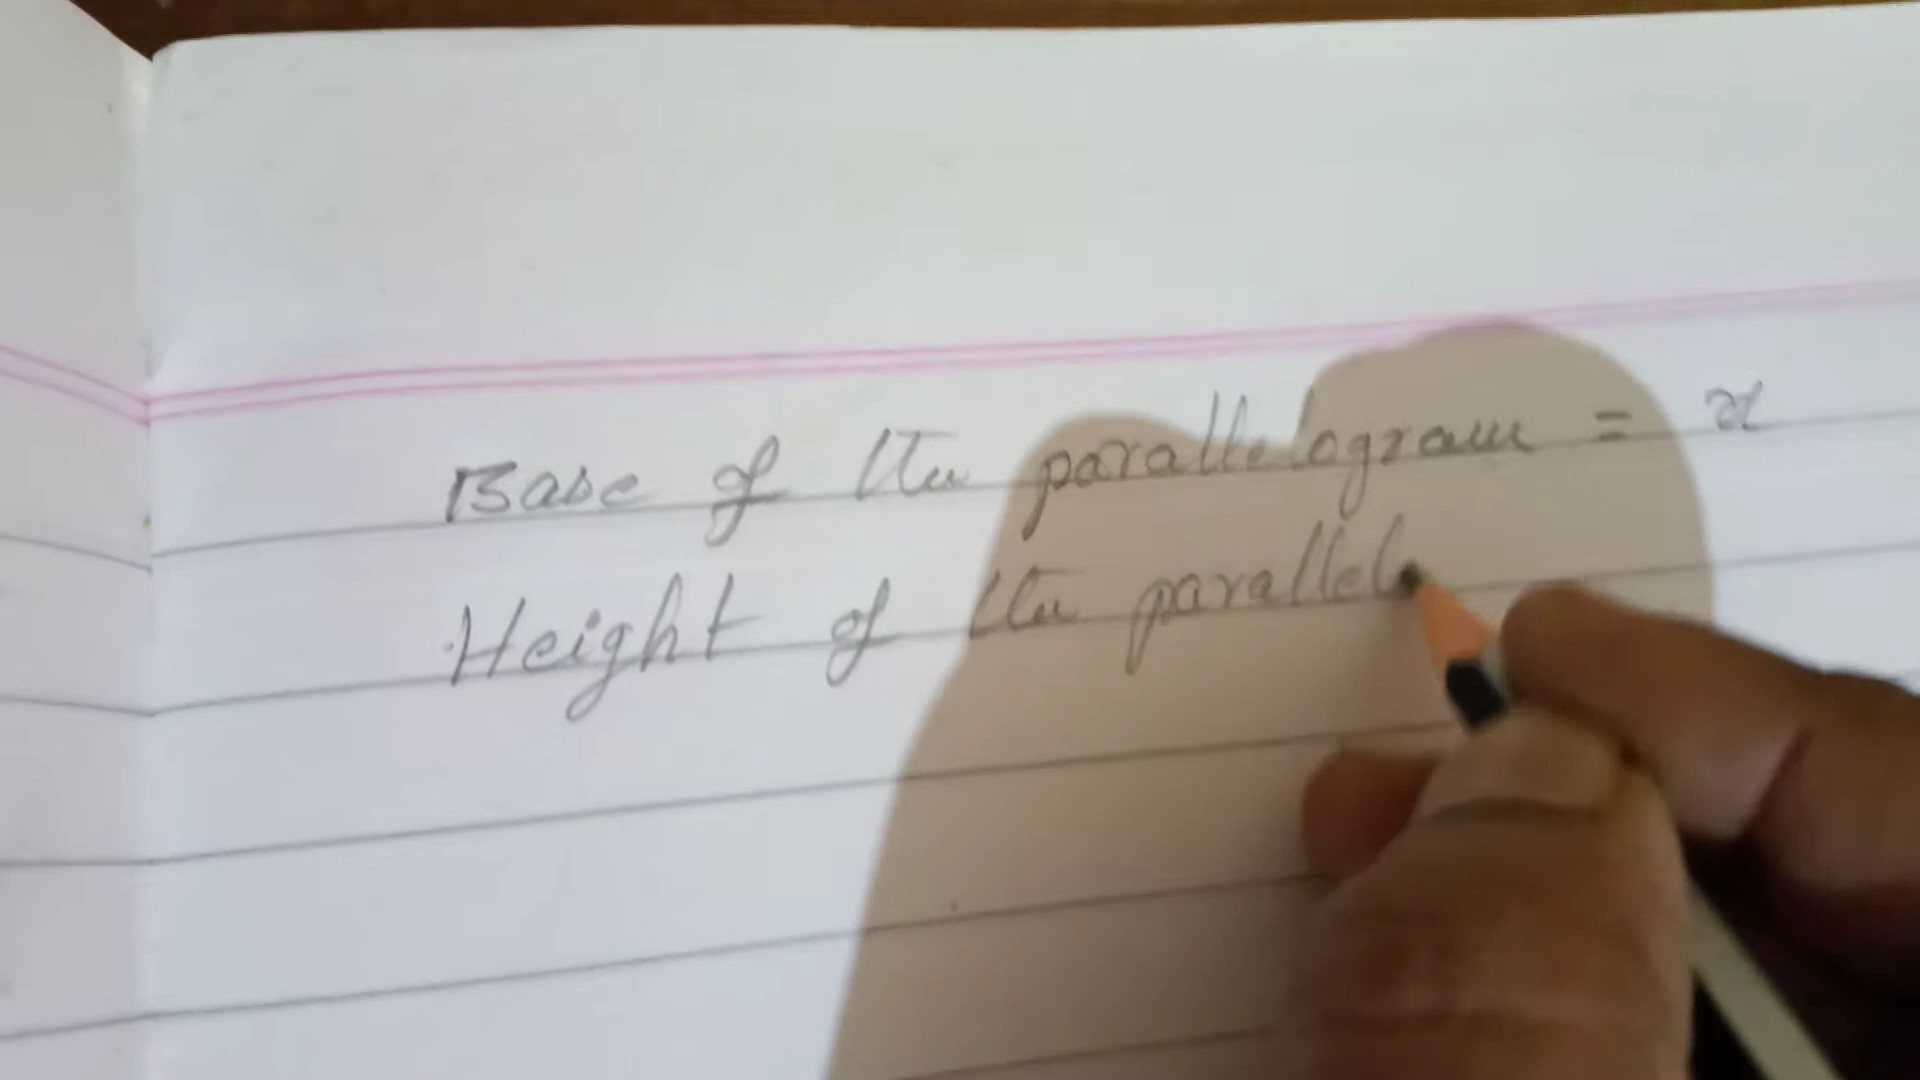 Base of the parallelogram = x
Height of the parallel